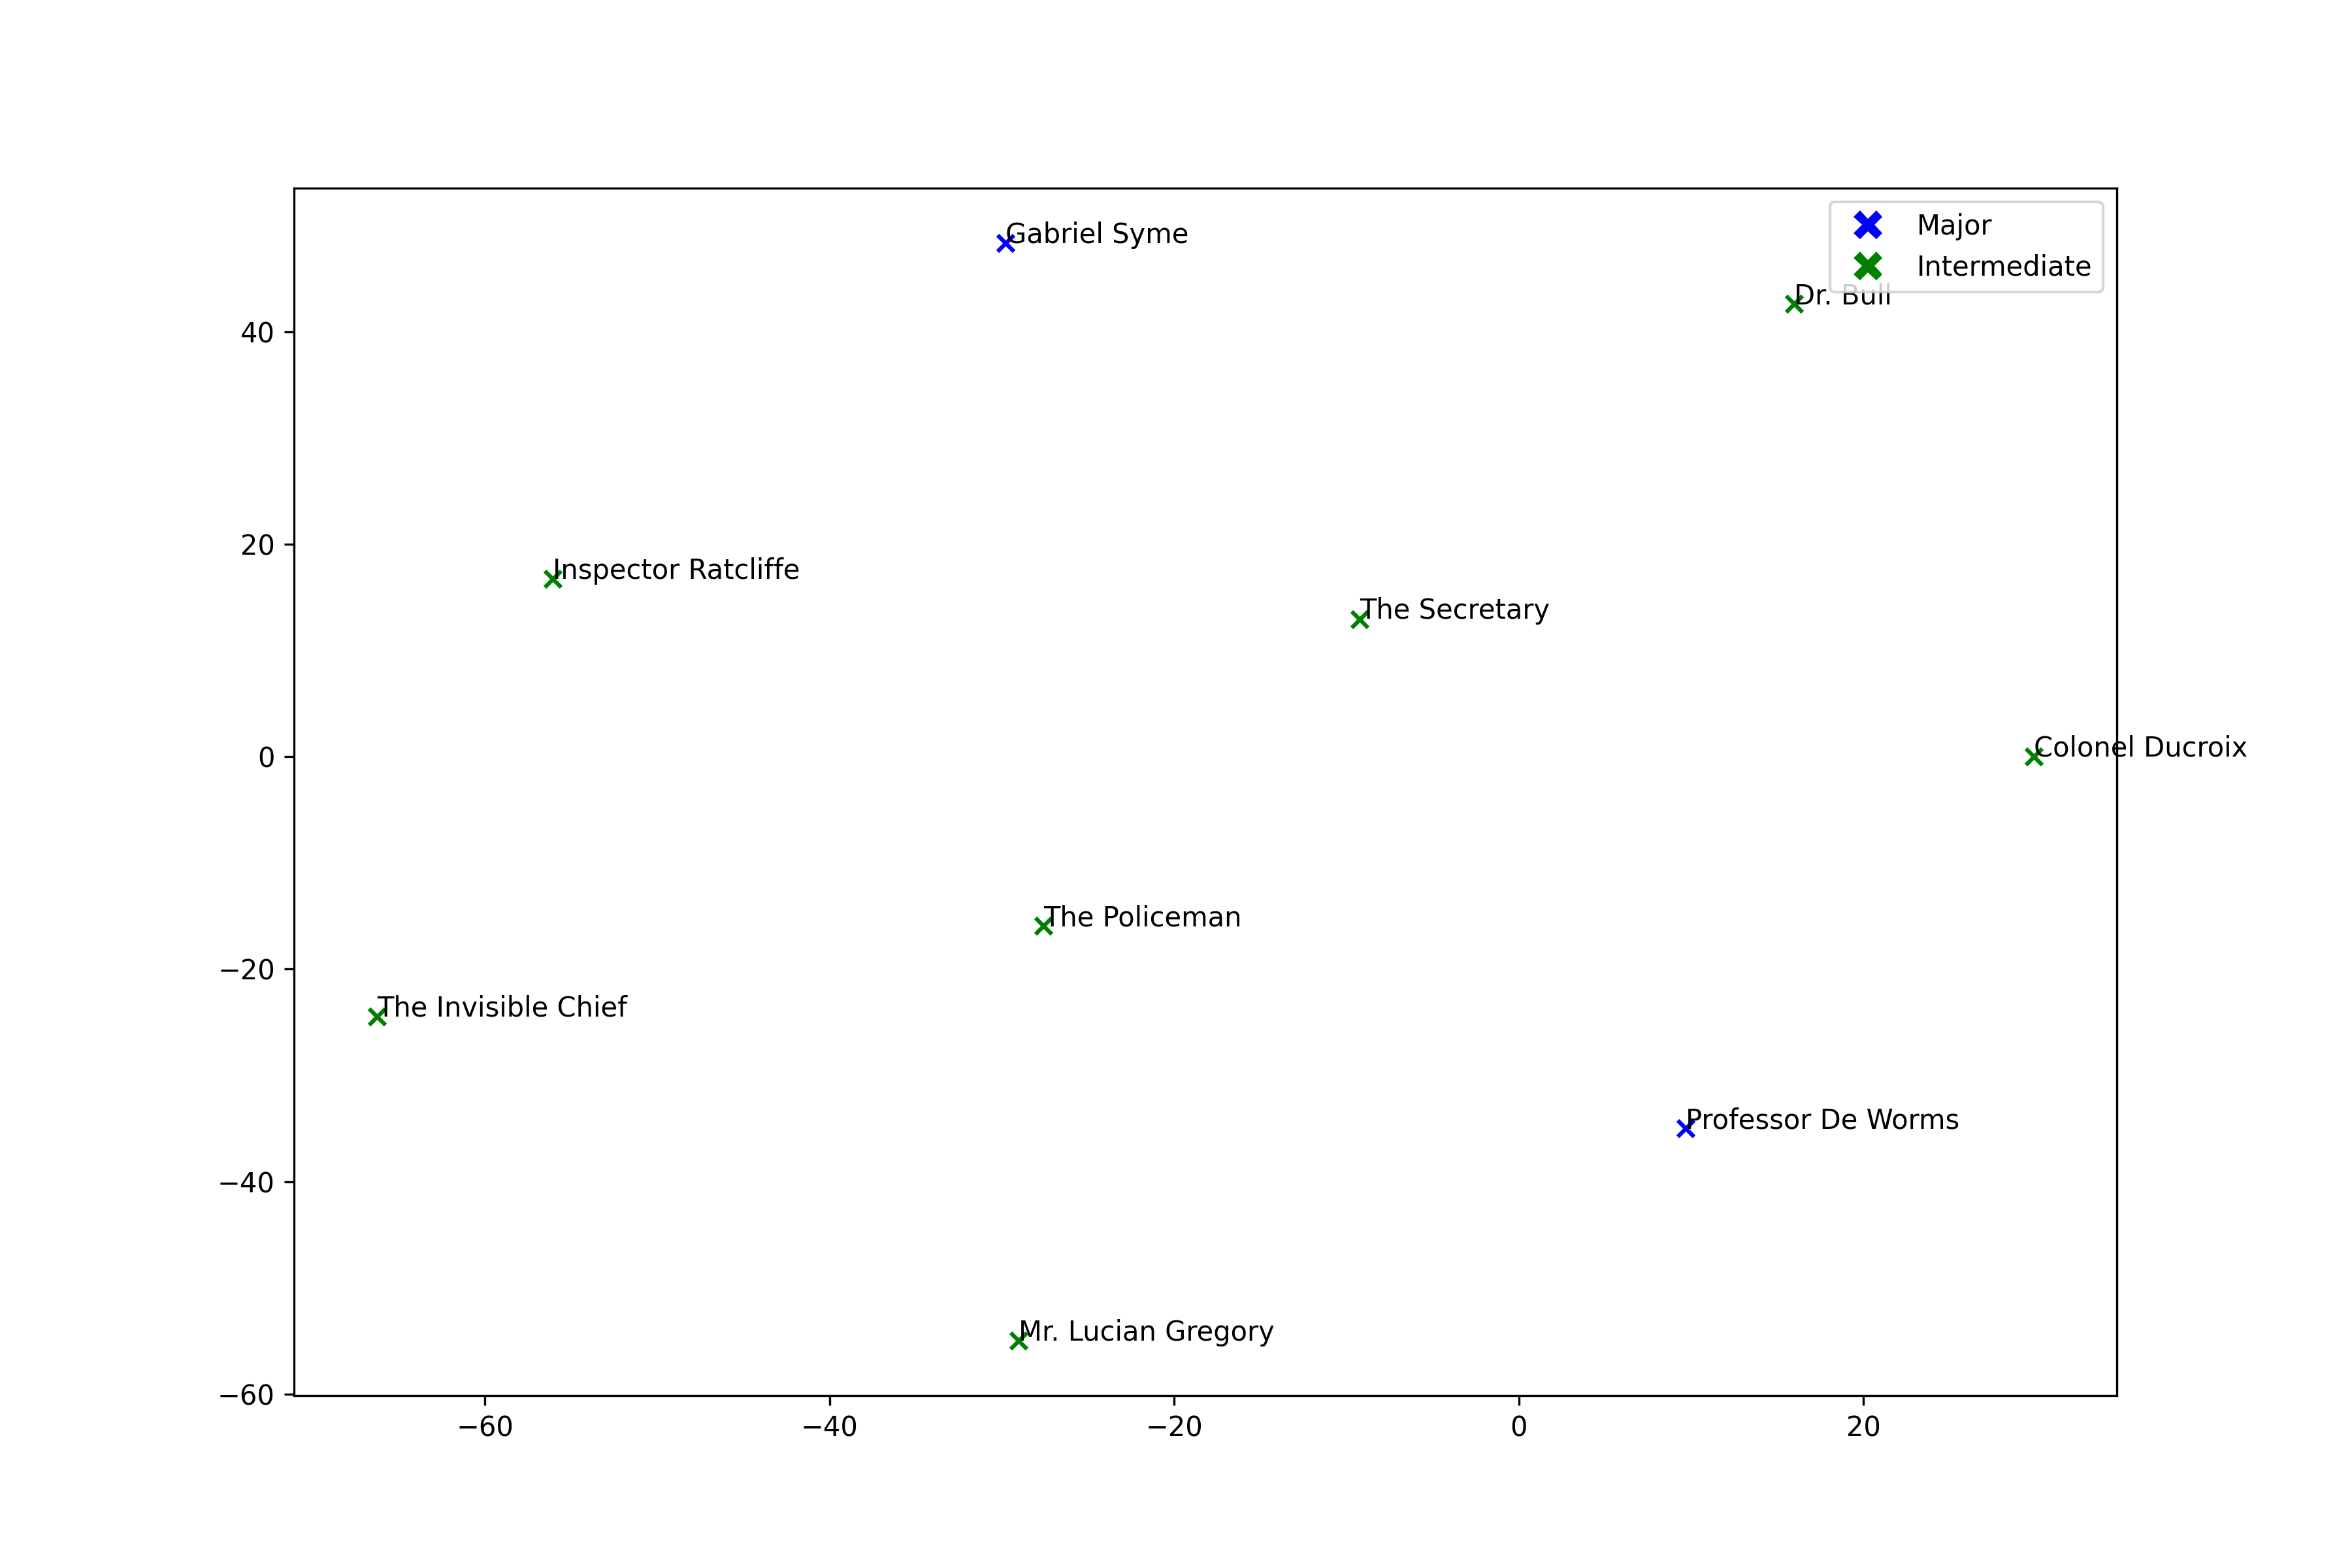 Gabriel Syme
Major
Intermediate
Dr. Bull
40
20
Inspector Ratcliffe
The Secretary
Colonel Ducroix
0
The Policeman
−20
The Invisible Chief
Professor De Worms
−40
Mr. Lucian Gregory
−60
−60 −40 −20 0 20